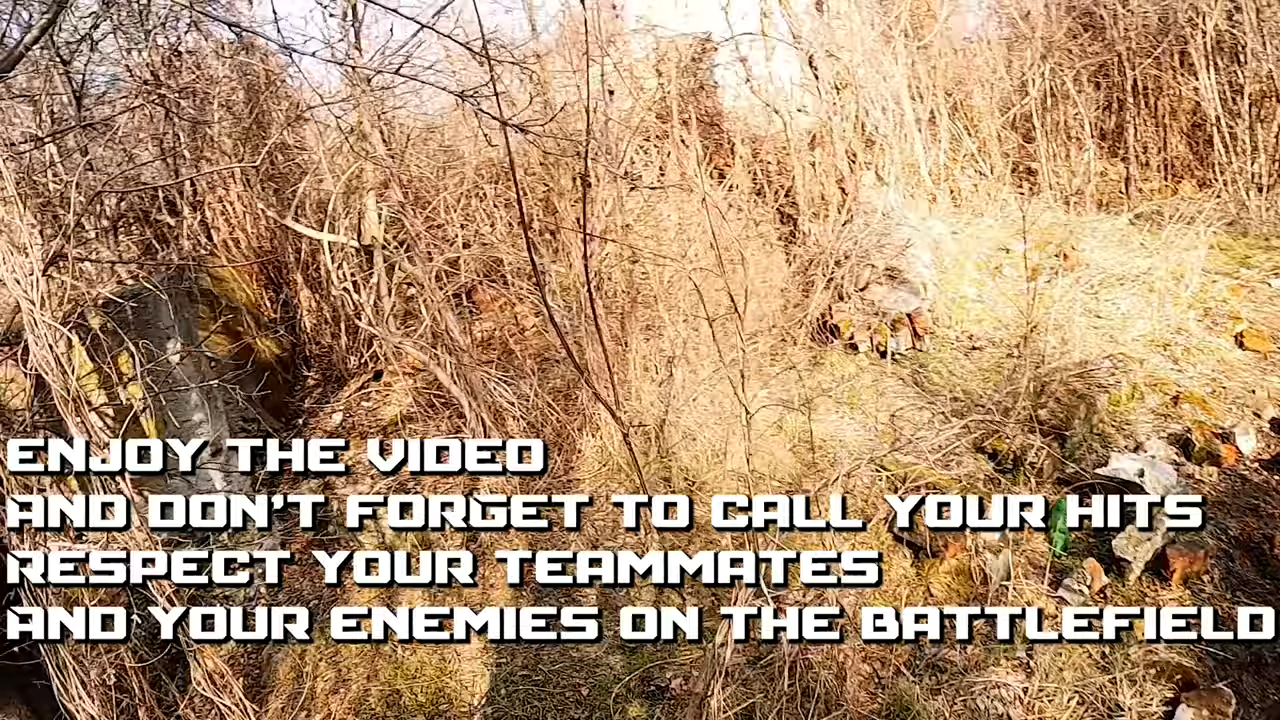 ENJOY THE VIDEO
AND DON'T FORGET TO CALL YOUR HITS
RESPECT YOUR TEAMMATES
AND YOUR ENEMIES ON THE BATTLEFIELD